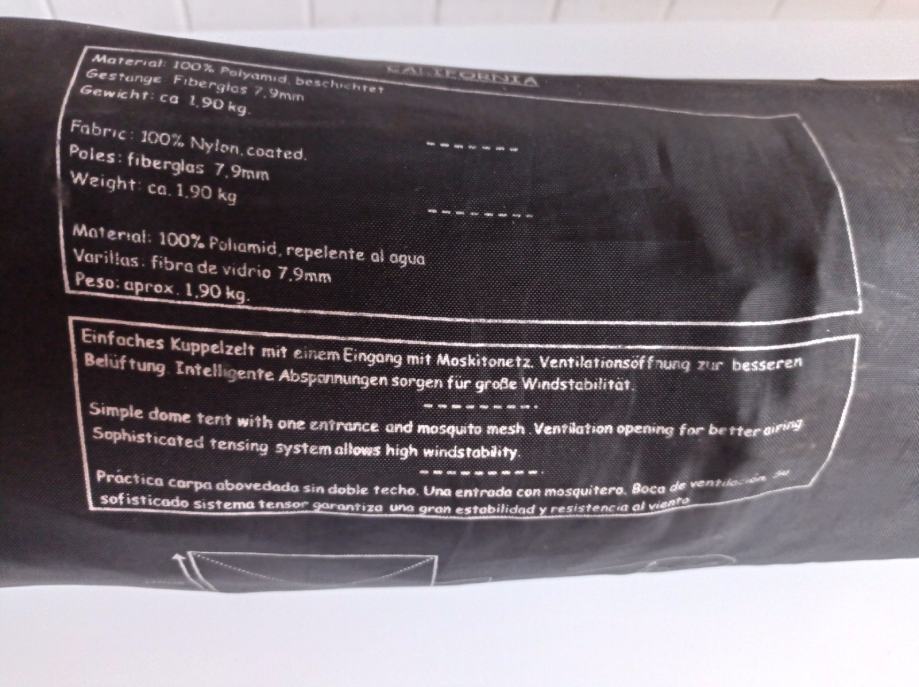 CALIFORNIA
Material: 100% Polyamid, beschichtet
Gestänge: Fiberglas 7,9mm
Gewicht: ca 1,90 kg.
-------
Fabric: 100% Nylon, coated.
Poles: fiberglas 7,9mm
Weight: ca. 1,90 kg
--------
Material: 100% Poliamid, repelente al agua
Varillas: fibra de vidrio 7,9mm
Peso: aprox. 1,90 kg.
Einfaches Kuppelzelt mit einem Eingang mit Moskitonetz. Ventilationsöffnung zur besseren
Belüftung. Intelligente Abspannungen sorgen für große Windstabilität.
---------
Simple dome tent with one entrance and mosquito mesh. Ventilation opening for better airing
Sophisticated tensing system allows high windstability.
----------
Práctica carpa abovedada sin doble techo. Una entrada con mosquitero. Boca de ventilación. Su
sofisticado sistema tensor garantiza una gran estabilidad y resistencia al viento